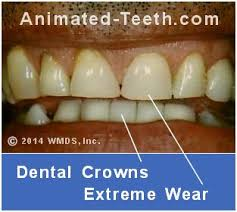 Animated-Teeth.com
© 2014 WMDS, Inc.
Dental Crowns
Extreme Wear